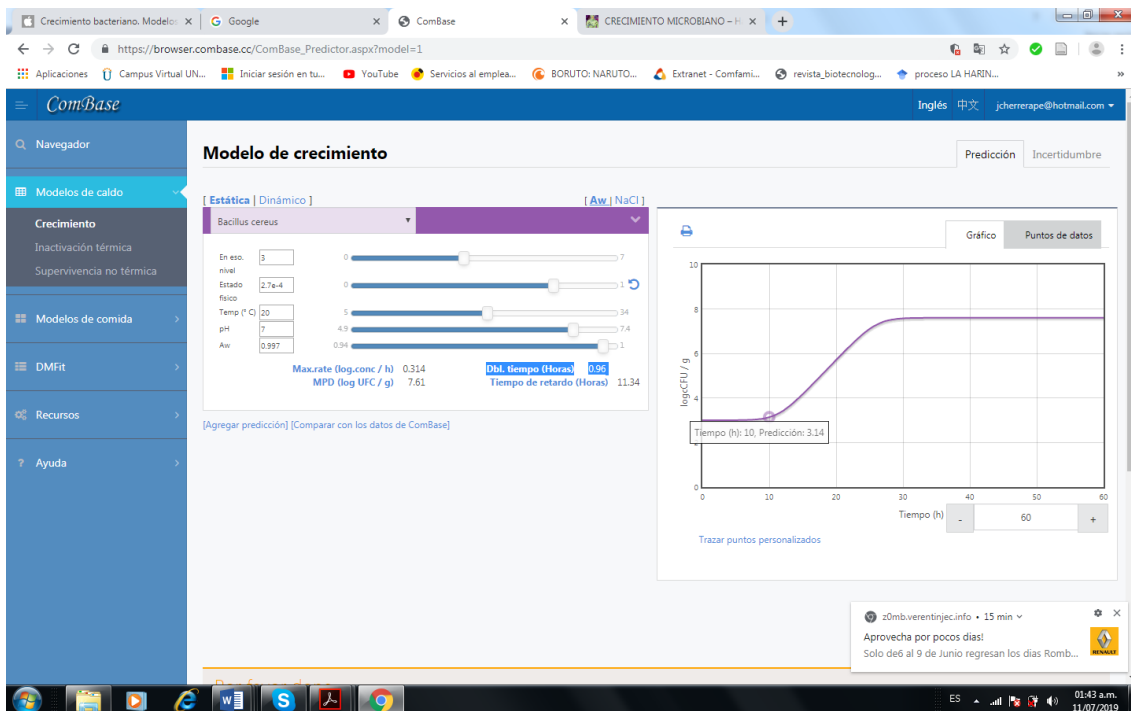 Crecimiento bacteriano. Modelos
Google
ComBase
CRECIMIENTO MICROBIANO – H
https://browser.combase.cc/ComBase_Predictor.aspx?model=1
Aplicaciones
Campus Virtual UN...
Iniciar sesión en tu...
YouTube
Servicios al emplea...
BORUTO: NARUTO...
Extranet - Comfami...
revista_biotecnolog...
proceso LA HARIN...
»
ComBase
Inglés 中文 jcherrerape@hotmail.com
Navegador
Modelos de caldo
Crecimiento
Inactivación térmica
Supervivencia no térmica
Modelos de comida
DMFit
Recursos
? Ayuda
Modelo de crecimiento
Predicción
Incertidumbre
[ Estática | Dinámico ]
[ Aw | NaCl ]
Bacillus cereus
En eso. nivel 3 0 7
Estado físico 2.7e-4 0 1
Temp (° C) 20 5 34
pH 7 4.9 7.4
Aw 0.997 0.94 1
Max.rate (log.conc / h) 0.314 Dbl. tiempo (Horas) 0.96
MPD (log UFC / g) 7.61 Tiempo de retardo (Horas) 11.34
[Agregar predicción] [Comparar con los datos de ComBase]
Gráfico
Puntos de datos
10
8
6
4
2
0
logcCFU / g
Tiempo (h): 10, Predicción: 3.14
0 10 20 30 40 50 60
Tiempo (h) - 60 +
Trazar puntos personalizados
z0mb.verentinjec.info • 15 min
Aprovecha por pocos dias!
Solo de6 al 9 de Junio regresan los dias Romb...
RENAULT
ES
01:43 a.m.
11/07/2019